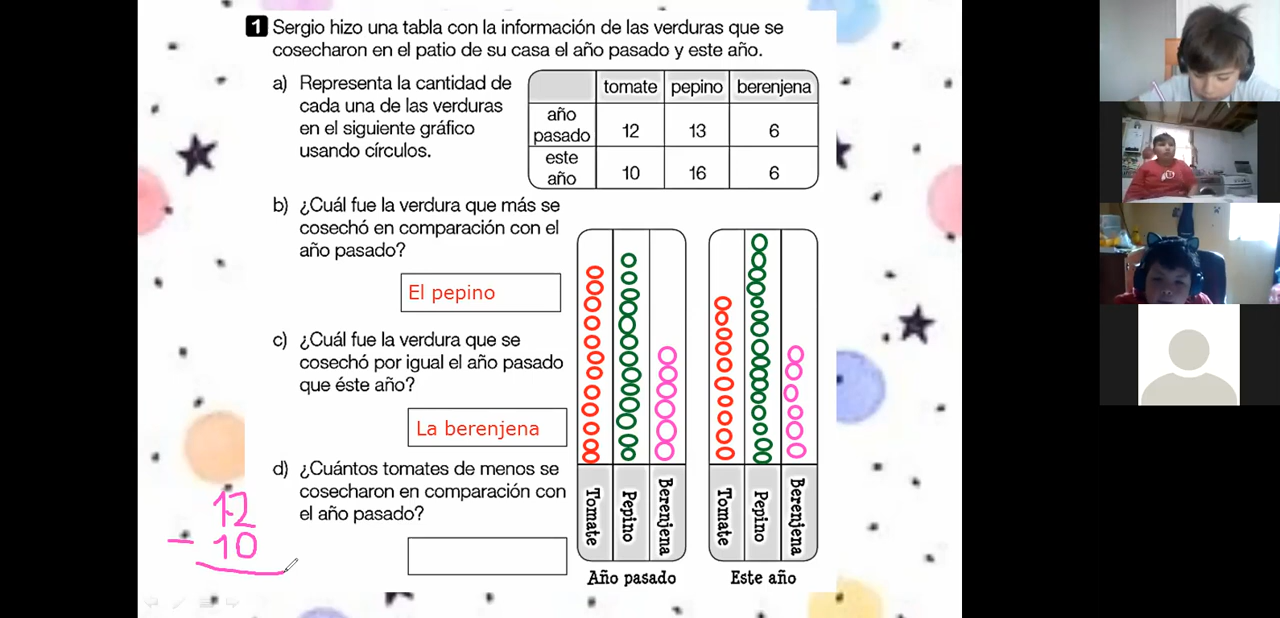 1 Sergio hizo una tabla con la información de las verduras que se
cosecharon en el patio de su casa el año pasado y este año.
a) Representa la cantidad de
cada una de las verduras
en el siguiente gráfico
usando círculos.
tomate pepino berenjena
año
pasado 12 13 6
este
año 10 16 6
b) ¿Cuál fue la verdura que más se
cosechó en comparación con el
año pasado?
El pepino
c) ¿Cuál fue la verdura que se
cosechó por igual el año pasado
que éste año?
La berenjena
d) ¿Cuántos tomates de menos se
cosecharon en comparación con
el año pasado?
12
- 10
Tomate Pepino Berenjena
Año pasado
Tomate Pepino Berenjena
Este año